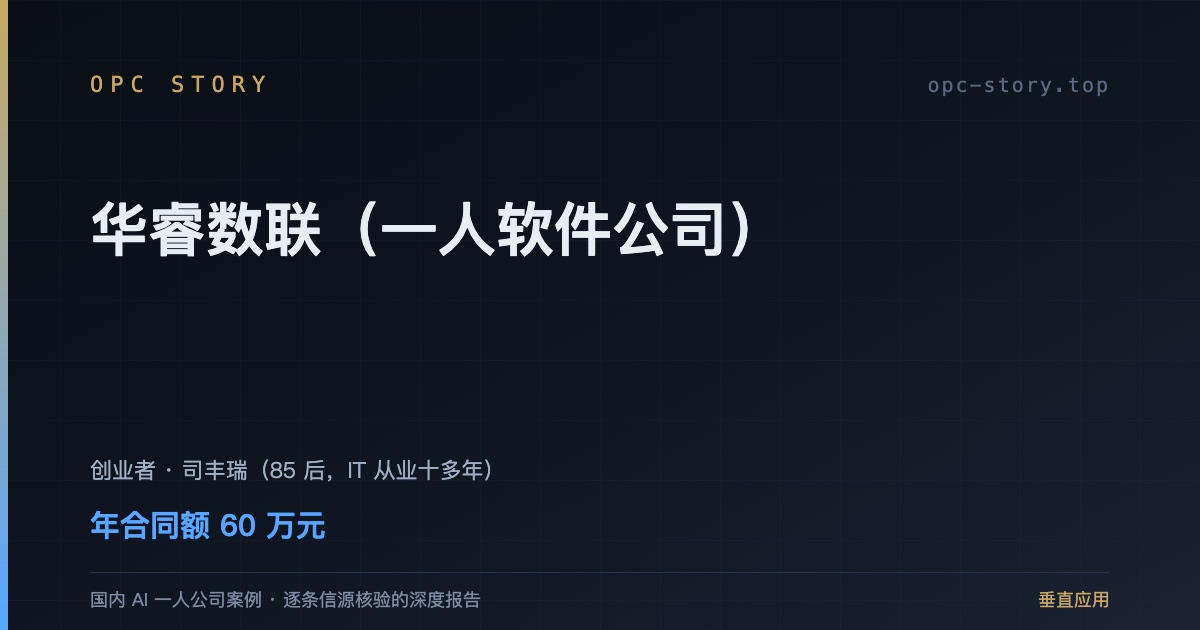 OPC STORY
opc-story.top
华睿数联（一人软件公司）
创业者 · 司丰瑞（85 后，IT 从业十多年）
年合同额 60 万元
国内 AI 一人公司案例 · 逐条信源核验的深度报告
垂直应用